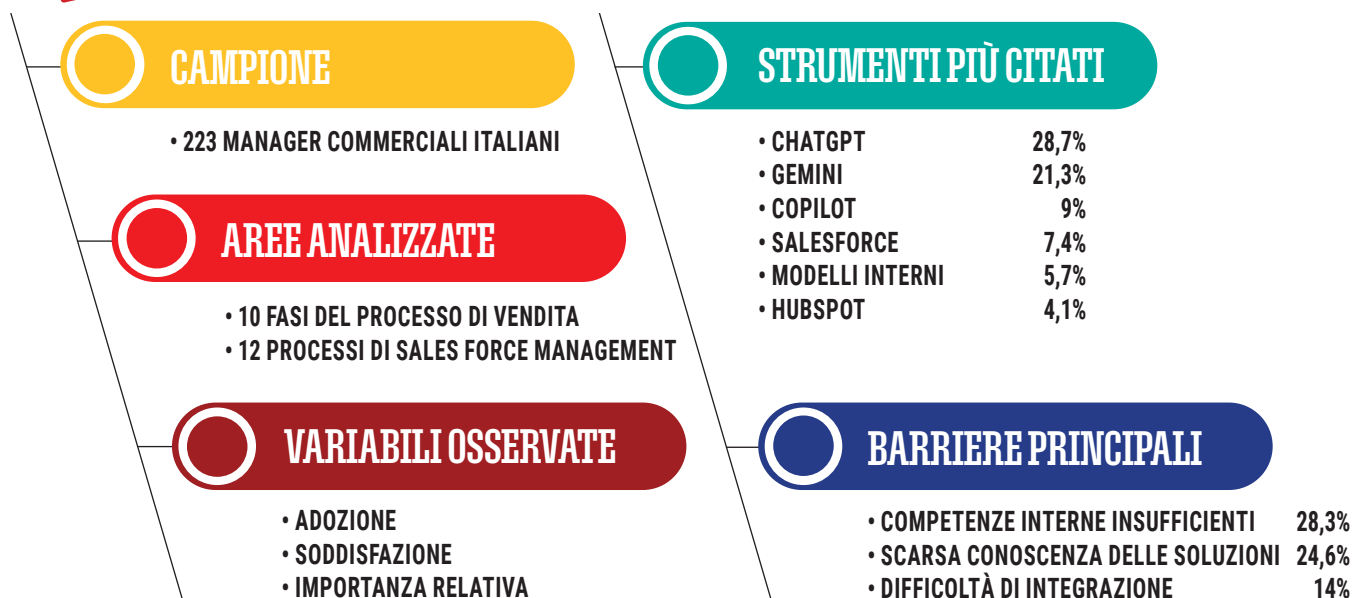 CAMPIONE
• 223 MANAGER COMMERCIALI ITALIANI
AREE ANALIZZATE
• 10 FASI DEL PROCESSO DI VENDITA
• 12 PROCESSI DI SALES FORCE MANAGEMENT
VARIABILI OSSERVATE
• ADOZIONE
• SODDISFAZIONE
• IMPORTANZA RELATIVA
STRUMENTI PIÙ CITATI
• CHATGPT 28,7%
• GEMINI 21,3%
• COPILOT 9%
• SALESFORCE 7,4%
• MODELLI INTERNI 5,7%
• HUBSPOT 4,1%
BARRIERE PRINCIPALI
• COMPETENZE INTERNE INSUFFICIENTI 28,3%
• SCARSA CONOSCENZA DELLE SOLUZIONI 24,6%
• DIFFICOLTÀ DI INTEGRAZIONE 14%